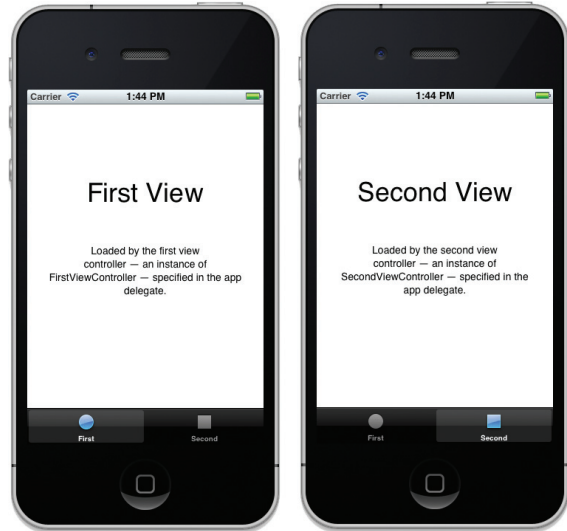 Carrier 1:44 PM
First View
Loaded by the first view
controller — an instance of
FirstViewController — specified in the app
delegate.
First Second
Carrier 1:44 PM
Second View
Loaded by the second view
controller — an instance of
SecondViewController — specified in the
app delegate.
First Second